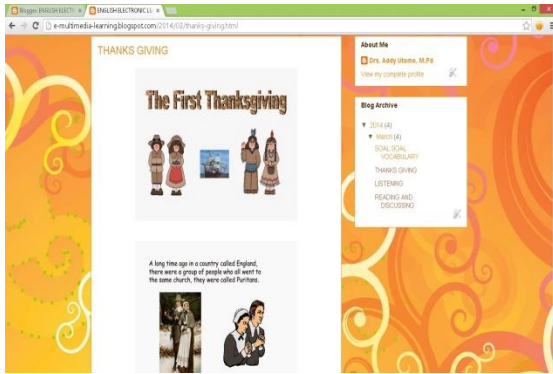 Blogger: ENGLISH ELECTR
ENGLISH ELECTRONIC LE
e-multimedia-learning.blogspot.com/2014/03/thanks-giving.html
THANKS GIVING
The First Thanksgiving
A long time ago in a country called England,
there were a group of people who all went to
the same church, they were called Puritans.
About Me
Drs. Addy Utomo, M.Pd
View my complete profile
Blog Archive
▼ 2014 (4)
▼ March (4)
SOAL SOAL
VOCABULARY
THANKS GIVING
LISTENING
READING AND
DISCUSSING